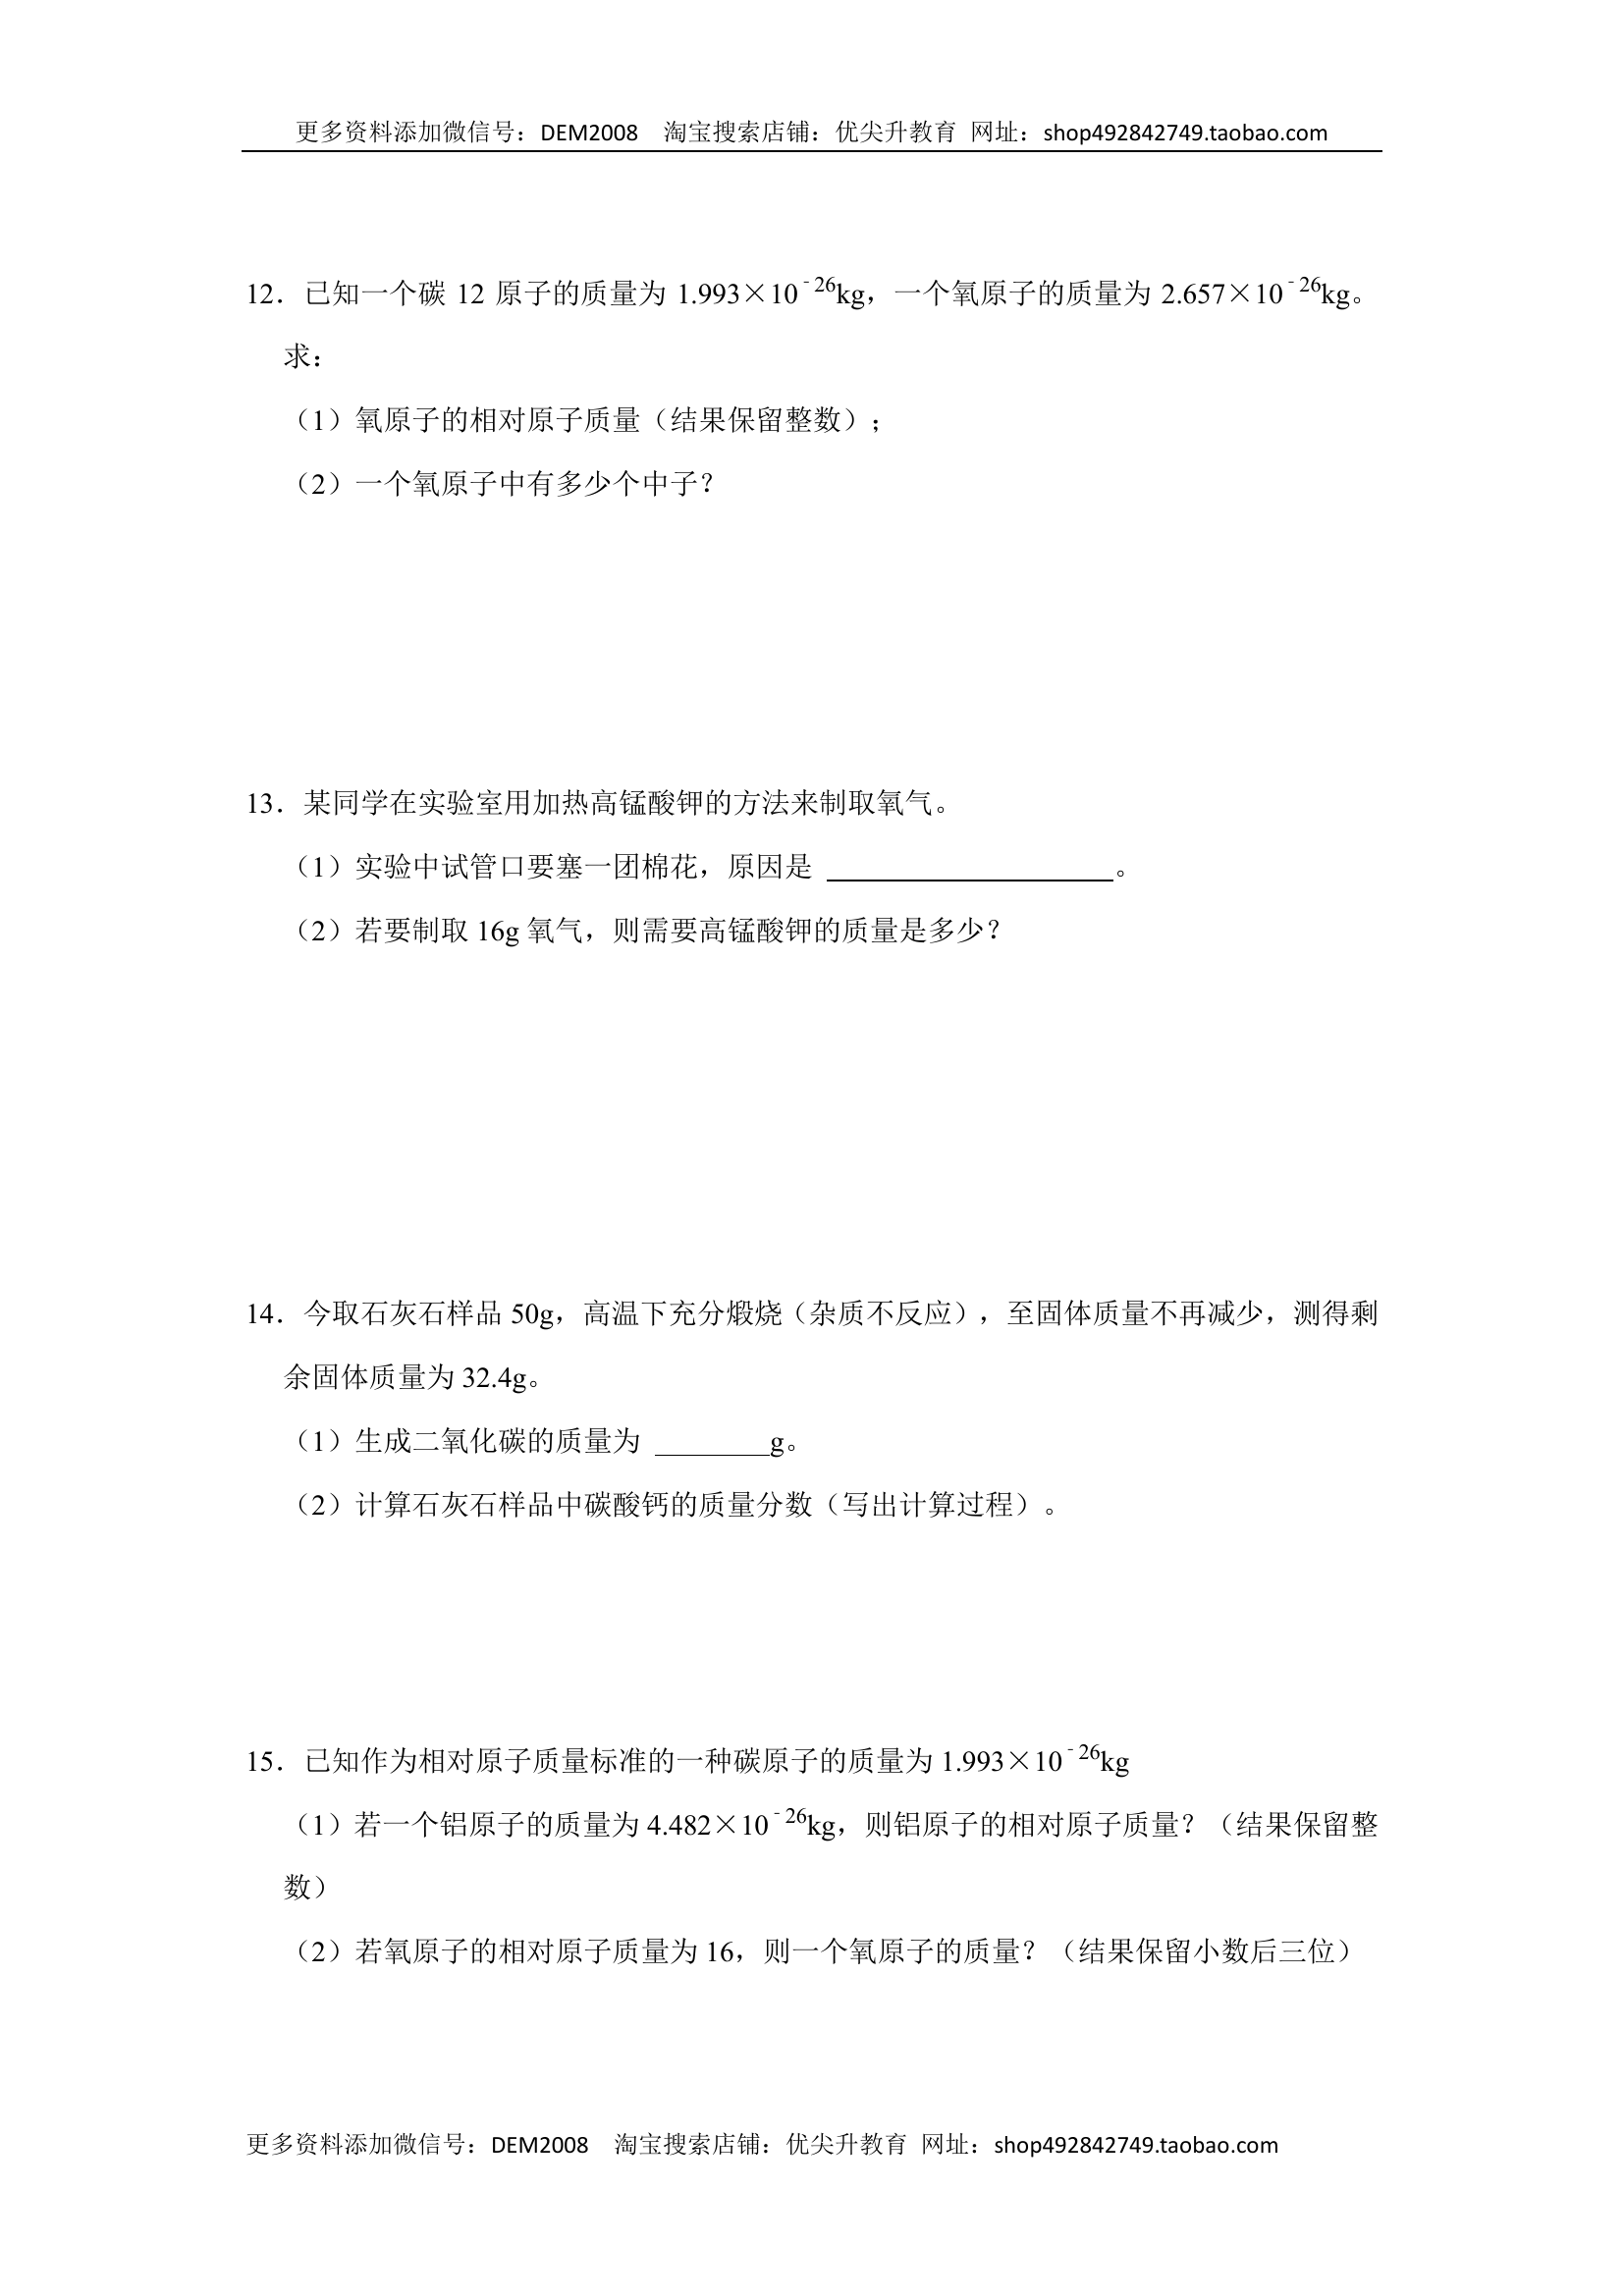 更多资料添加微信号：DEM2008 淘宝搜索店铺：优尖升教育 网址：shop492842749.taobao.com
12．已知一个碳 12 原子的质量为 1.993×10﹣26kg，一个氧原子的质量为 2.657×10﹣26kg。
求：
（1）氧原子的相对原子质量（结果保留整数）；
（2）一个氧原子中有多少个中子？
13．某同学在实验室用加热高锰酸钾的方法来制取氧气。
（1）实验中试管口要塞一团棉花，原因是 ____________________。
（2）若要制取 16g 氧气，则需要高锰酸钾的质量是多少？
14．今取石灰石样品 50g，高温下充分煅烧（杂质不反应），至固体质量不再减少，测得剩
余固体质量为 32.4g。
（1）生成二氧化碳的质量为 ________g。
（2）计算石灰石样品中碳酸钙的质量分数（写出计算过程）。
15．已知作为相对原子质量标准的一种碳原子的质量为 1.993×10﹣26kg
（1）若一个铝原子的质量为 4.482×10﹣26kg，则铝原子的相对原子质量？（结果保留整
数）
（2）若氧原子的相对原子质量为 16，则一个氧原子的质量？（结果保留小数后三位）
更多资料添加微信号：DEM2008 淘宝搜索店铺：优尖升教育 网址：shop492842749.taobao.com